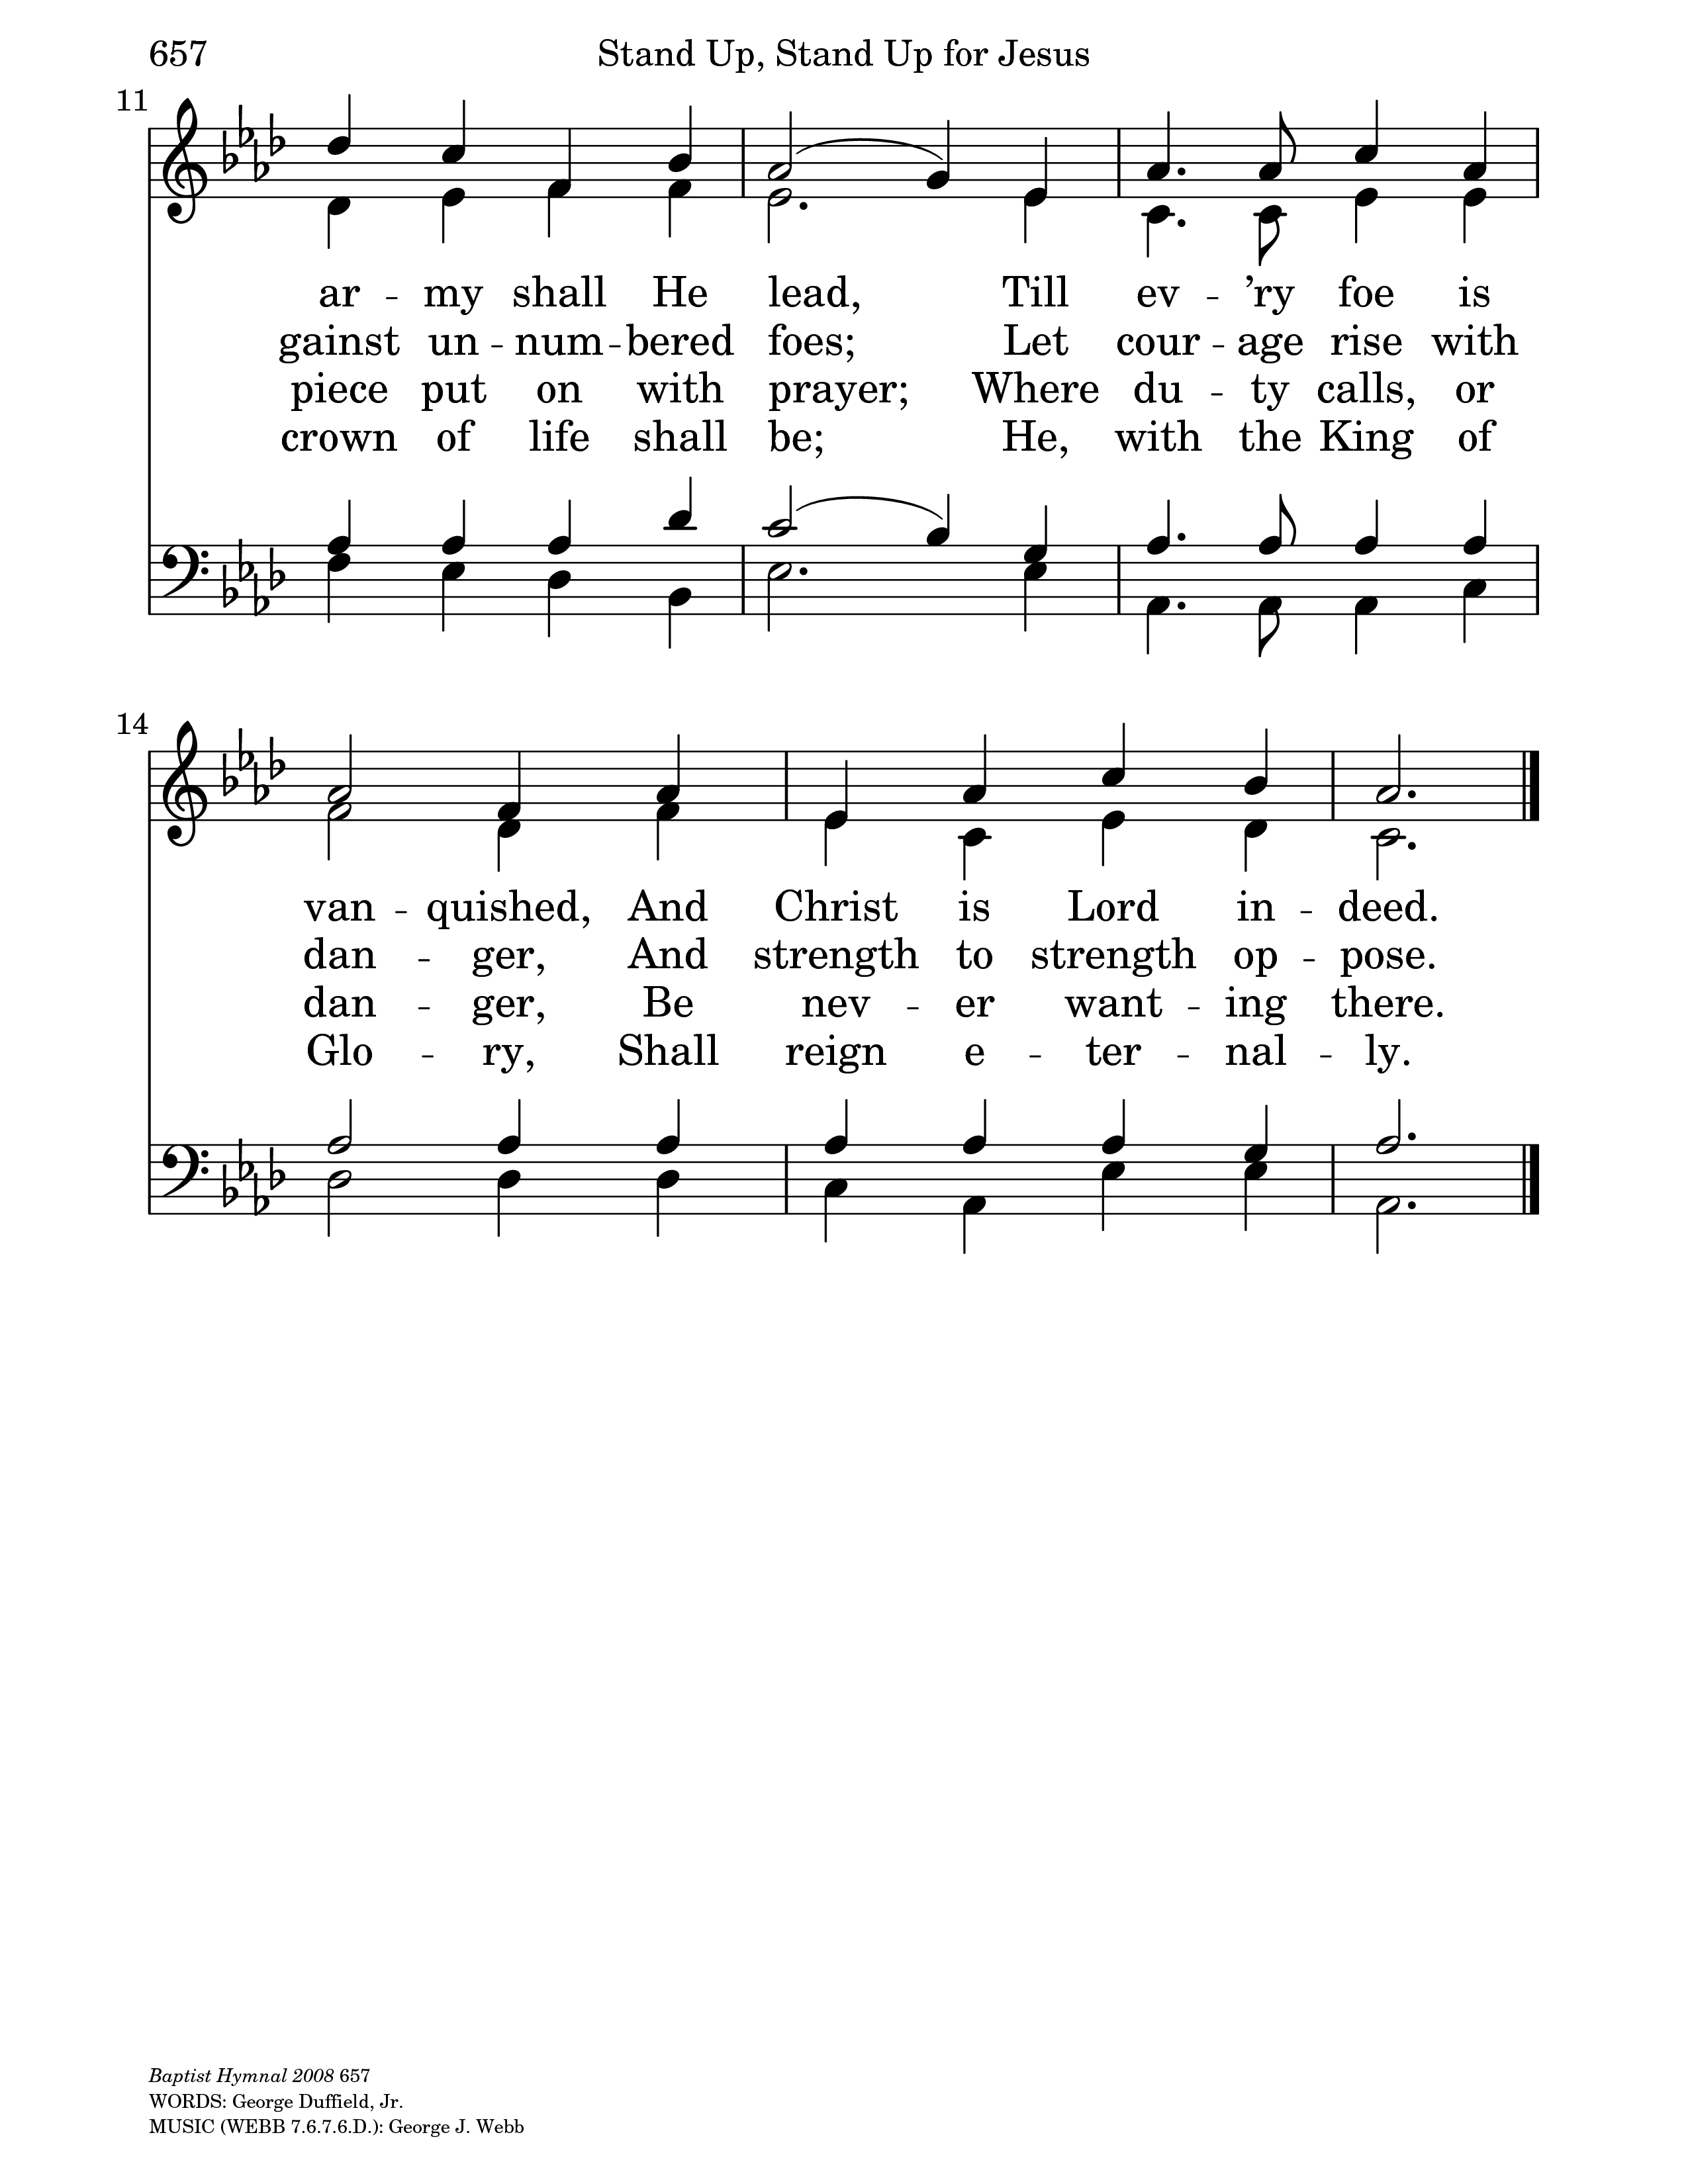 657 Stand Up, Stand Up for Jesus
11
ar -- my shall He lead, Till ev -- ’ry foe is
gainst un -- num -- bered foes; Let cour -- age rise with
piece put on with prayer; Where du -- ty calls, or
crown of life shall be; He, with the King of
14
van -- quished, And Christ is Lord in -- deed.
dan -- ger, And strength to strength op -- pose.
dan -- ger, Be nev -- er want -- ing there.
Glo -- ry, Shall reign e -- ter -- nal -- ly.
Baptist Hymnal 2008 657
WORDS: George Duffield, Jr.
MUSIC (WEBB 7.6.7.6.D.): George J. Webb